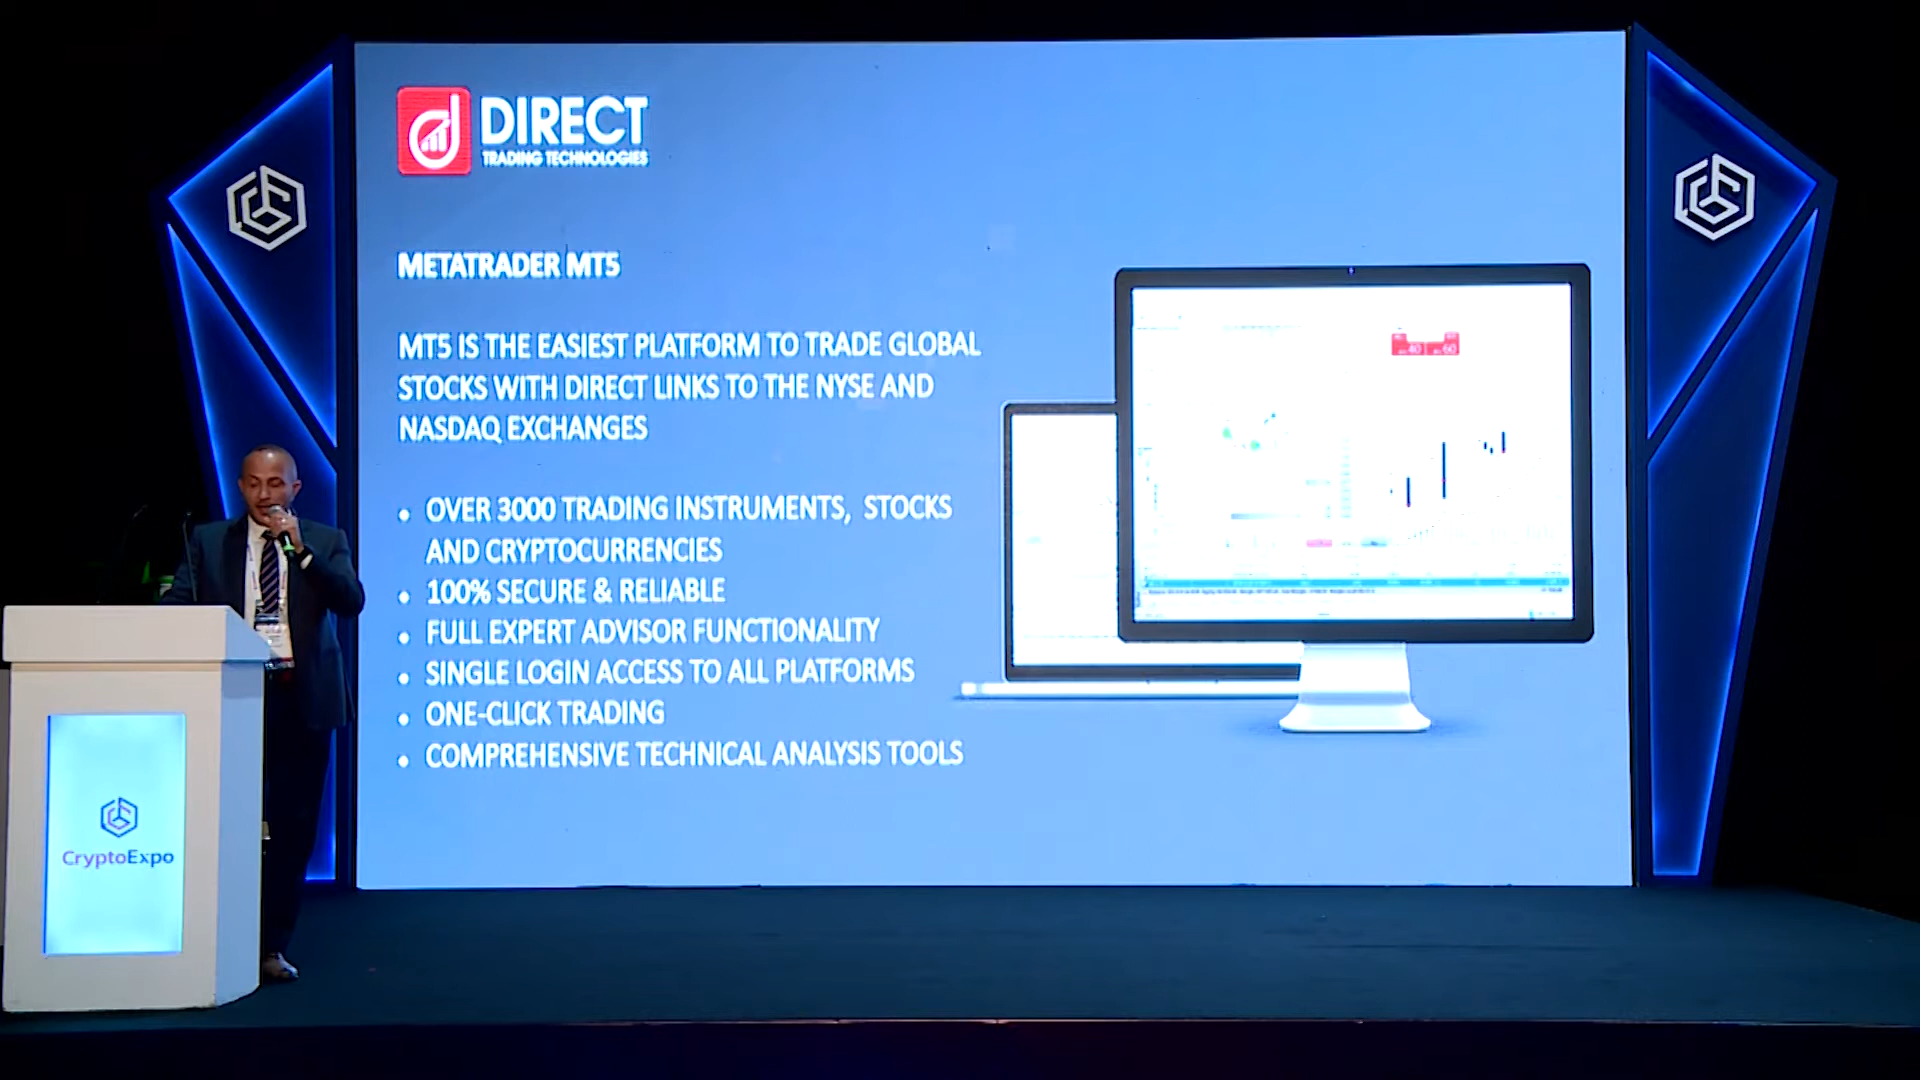 DIRECT
TRADING TECHNOLOGIES
METATRADER MT5
MT5 IS THE EASIEST PLATFORM TO TRADE GLOBAL
STOCKS WITH DIRECT LINKS TO THE NYSE AND
NASDAQ EXCHANGES
• OVER 3000 TRADING INSTRUMENTS, STOCKS
AND CRYPTOCURRENCIES
• 100% SECURE & RELIABLE
• FULL EXPERT ADVISOR FUNCTIONALITY
• SINGLE LOGIN ACCESS TO ALL PLATFORMS
• ONE-CLICK TRADING
• COMPREHENSIVE TECHNICAL ANALYSIS TOOLS
40 60
CryptoExpo